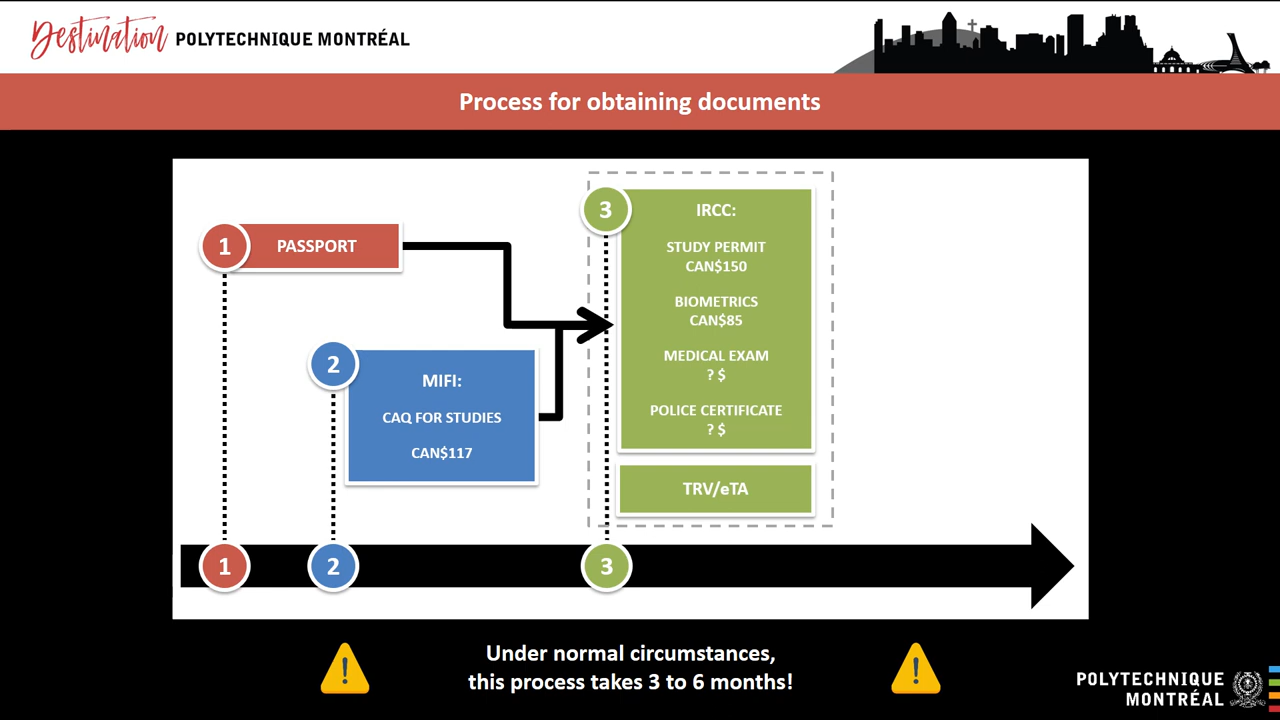 Destination POLYTECHNIQUE MONTRÉAL
Process for obtaining documents
1 PASSPORT
2
MIFI:
CAQ FOR STUDIES
CAN$117
3
IRCC:
STUDY PERMIT
CAN$150
BIOMETRICS
CAN$85
MEDICAL EXAM
? $
POLICE CERTIFICATE
? $
TRV/eTA
1 2 3
Under normal circumstances,
this process takes 3 to 6 months!
POLYTECHNIQUE
MONTRÉAL